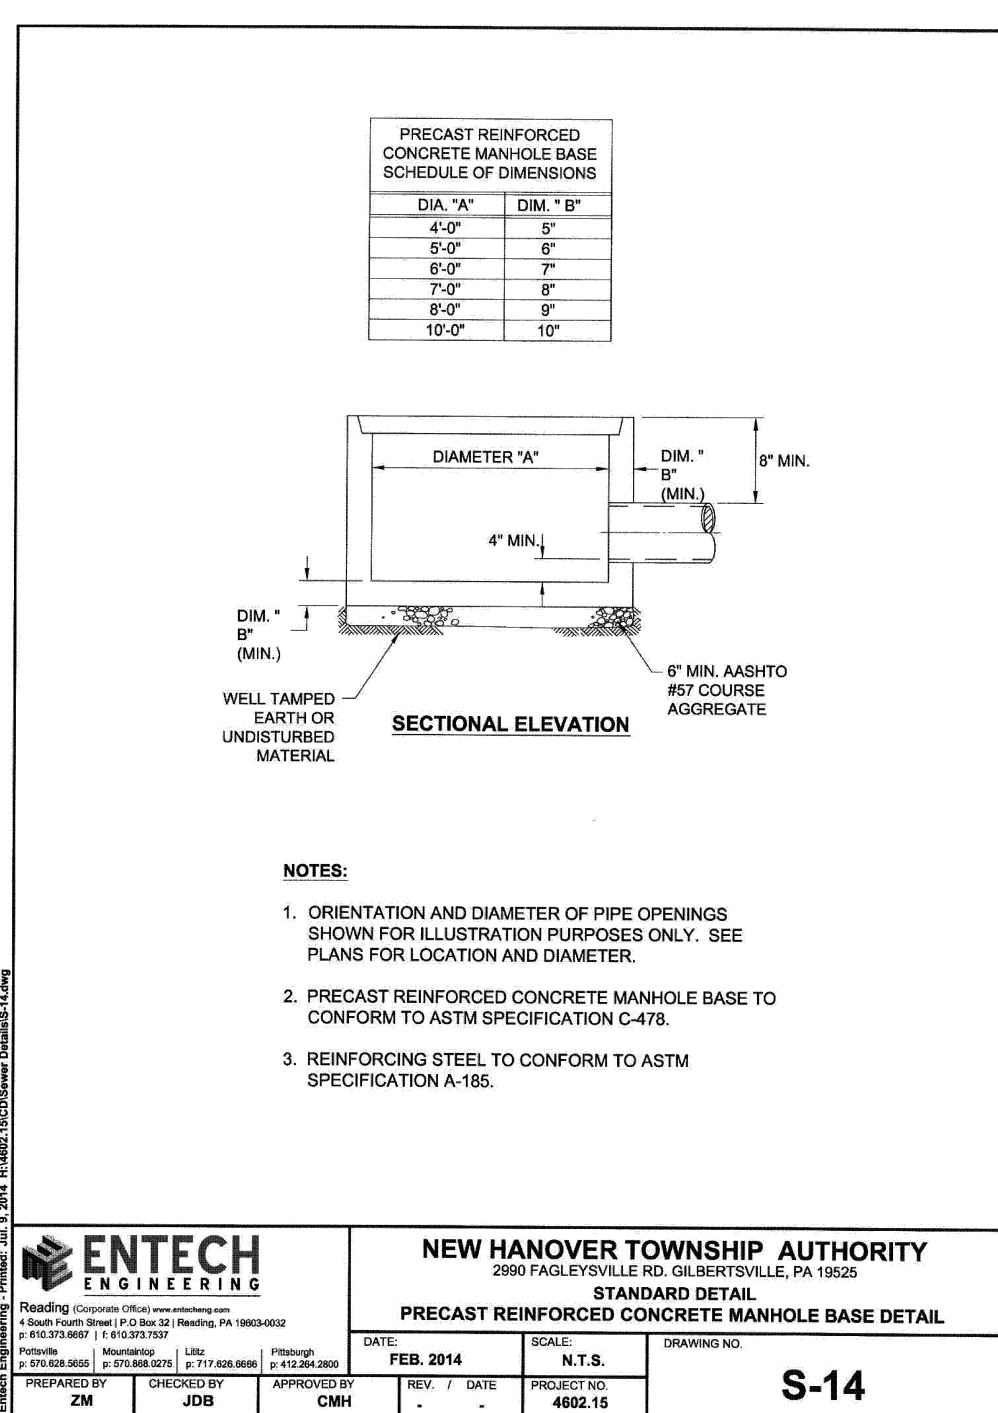 PRECAST REINFORCED
CONCRETE MANHOLE BASE
SCHEDULE OF DIMENSIONS
DIA. "A" DIM. " B"
4'-0" 5"
5'-0" 6"
6'-0" 7"
7'-0" 8"
8'-0" 9"
10'-0" 10"
DIAMETER "A"
DIM. "
B"
(MIN.)
8" MIN.
4" MIN.
DIM. "
B"
(MIN.)
WELL TAMPED
EARTH OR
UNDISTURBED
MATERIAL
6" MIN. AASHTO
#57 COURSE
AGGREGATE
SECTIONAL ELEVATION
NOTES:
1. ORIENTATION AND DIAMETER OF PIPE OPENINGS
SHOWN FOR ILLUSTRATION PURPOSES ONLY. SEE
PLANS FOR LOCATION AND DIAMETER.
2. PRECAST REINFORCED CONCRETE MANHOLE BASE TO
CONFORM TO ASTM SPECIFICATION C-478.
3. REINFORCING STEEL TO CONFORM TO ASTM
SPECIFICATION A-185.
Entech Engineering - Printed: Jul. 9, 2014 H:\4602.15\CD\Sewer Details\S-14.dwg
ENTECH
ENGINEERING
Reading (Corporate Office) www.entecheng.com
4 South Fourth Street | P.O Box 32 | Reading, PA 19603-0032
p: 610.373.6667 | f: 610.373.7537
Pottsville | Mountaintop | Lititz | Pittsburgh
p: 570.628.5655 | p: 570.868.0275 | p: 717.626.6666 | p: 412.264.2800
PREPARED BY
ZM
CHECKED BY
JDB
APPROVED BY
CMH
NEW HANOVER TOWNSHIP AUTHORITY
2990 FAGLEYSVILLE RD. GILBERTSVILLE, PA 19525
STANDARD DETAIL
PRECAST REINFORCED CONCRETE MANHOLE BASE DETAIL
DATE:
FEB. 2014
SCALE:
N.T.S.
REV. / DATE
- -
PROJECT NO.
4602.15
DRAWING NO.
S-14